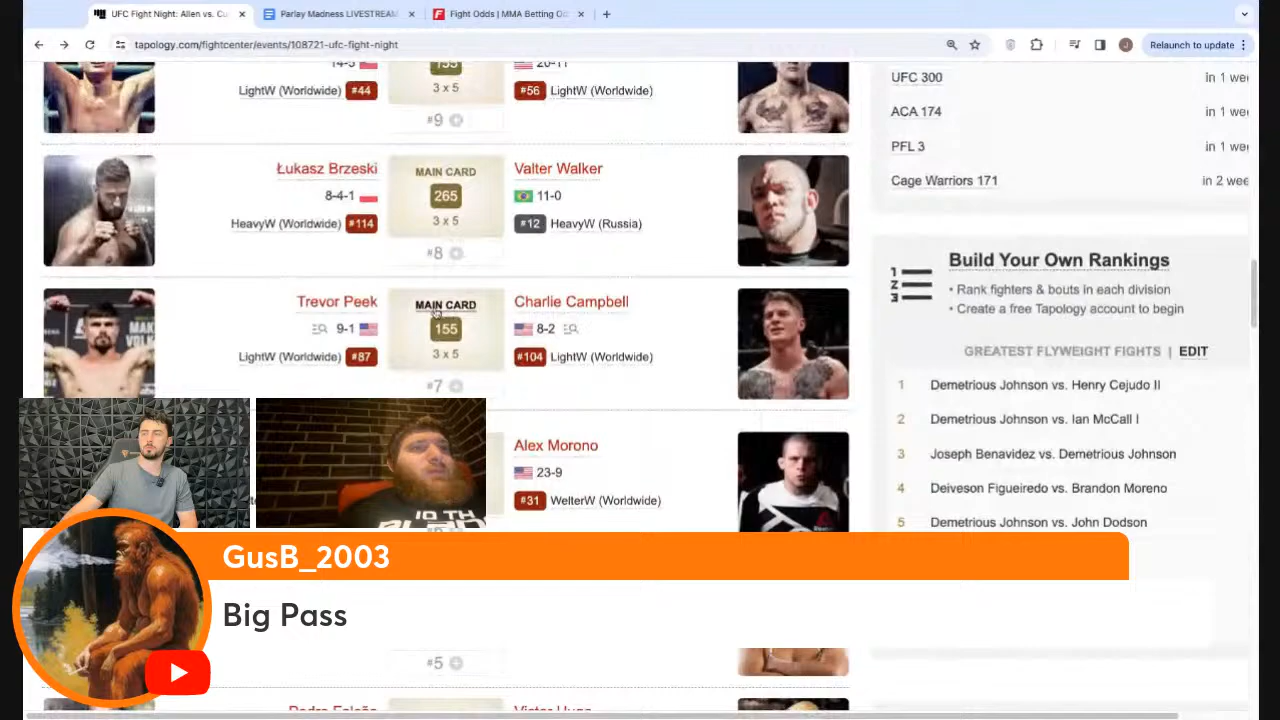 UFC Fight Night: Allen vs. Cu
Parlay Madness LIVESTREAM
Fight Odds | MMA Betting Od
tapology.com/fightcenter/events/108721-ufc-fight-night
Relaunch to update
14-5
155
20-11
LightW (Worldwide) #44
3 x 5
#56 LightW (Worldwide)
#9
Łukasz Brzeski
MAIN CARD
Valter Walker
8-4-1
265
11-0
HeavyW (Worldwide) #114
3 x 5
#12 HeavyW (Russia)
#8
Trevor Peek
MAIN CARD
Charlie Campbell
9-1
155
8-2
LightW (Worldwide) #87
3 x 5
#104 LightW (Worldwide)
#7
Alex Morono
23-9
#31 WelterW (Worldwide)
#5
Victor Hugo
UFC 300
in 1 wee
ACA 174
in 1 wee
PFL 3
in 1 wee
Cage Warriors 171
in 2 wee
Build Your Own Rankings
• Rank fighters & bouts in each division
• Create a free Tapology account to begin
GREATEST FLYWEIGHT FIGHTS | EDIT
1 Demetrious Johnson vs. Henry Cejudo II
2 Demetrious Johnson vs. Ian McCall I
3 Joseph Benavidez vs. Demetrious Johnson
4 Deiveson Figueiredo vs. Brandon Moreno
5 Demetrious Johnson vs. John Dodson
10 TH
GusB_2003
Big Pass